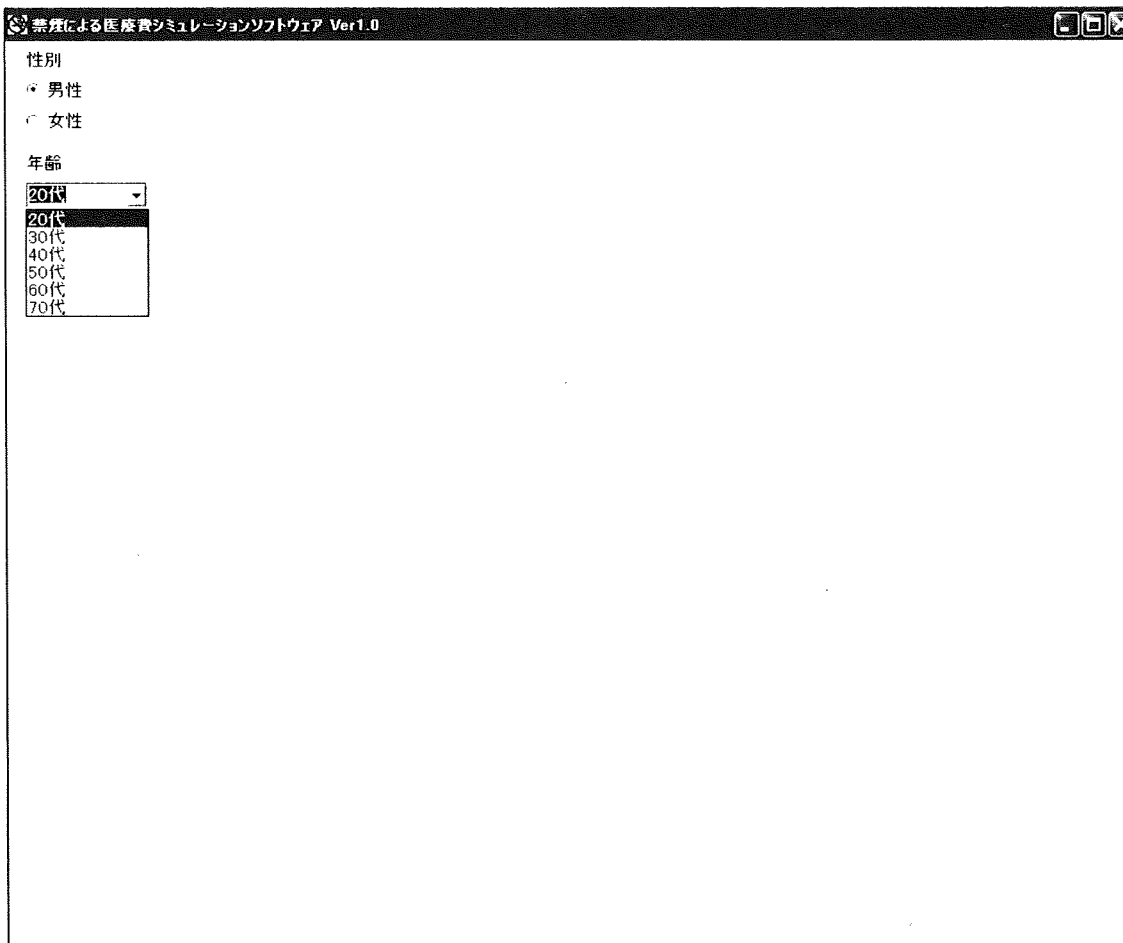 禁煙による医療費シミュレーションソフトウェア Ver1.0
性別
男性
女性
年齢
20代
20代
30代
40代
50代
60代
70代